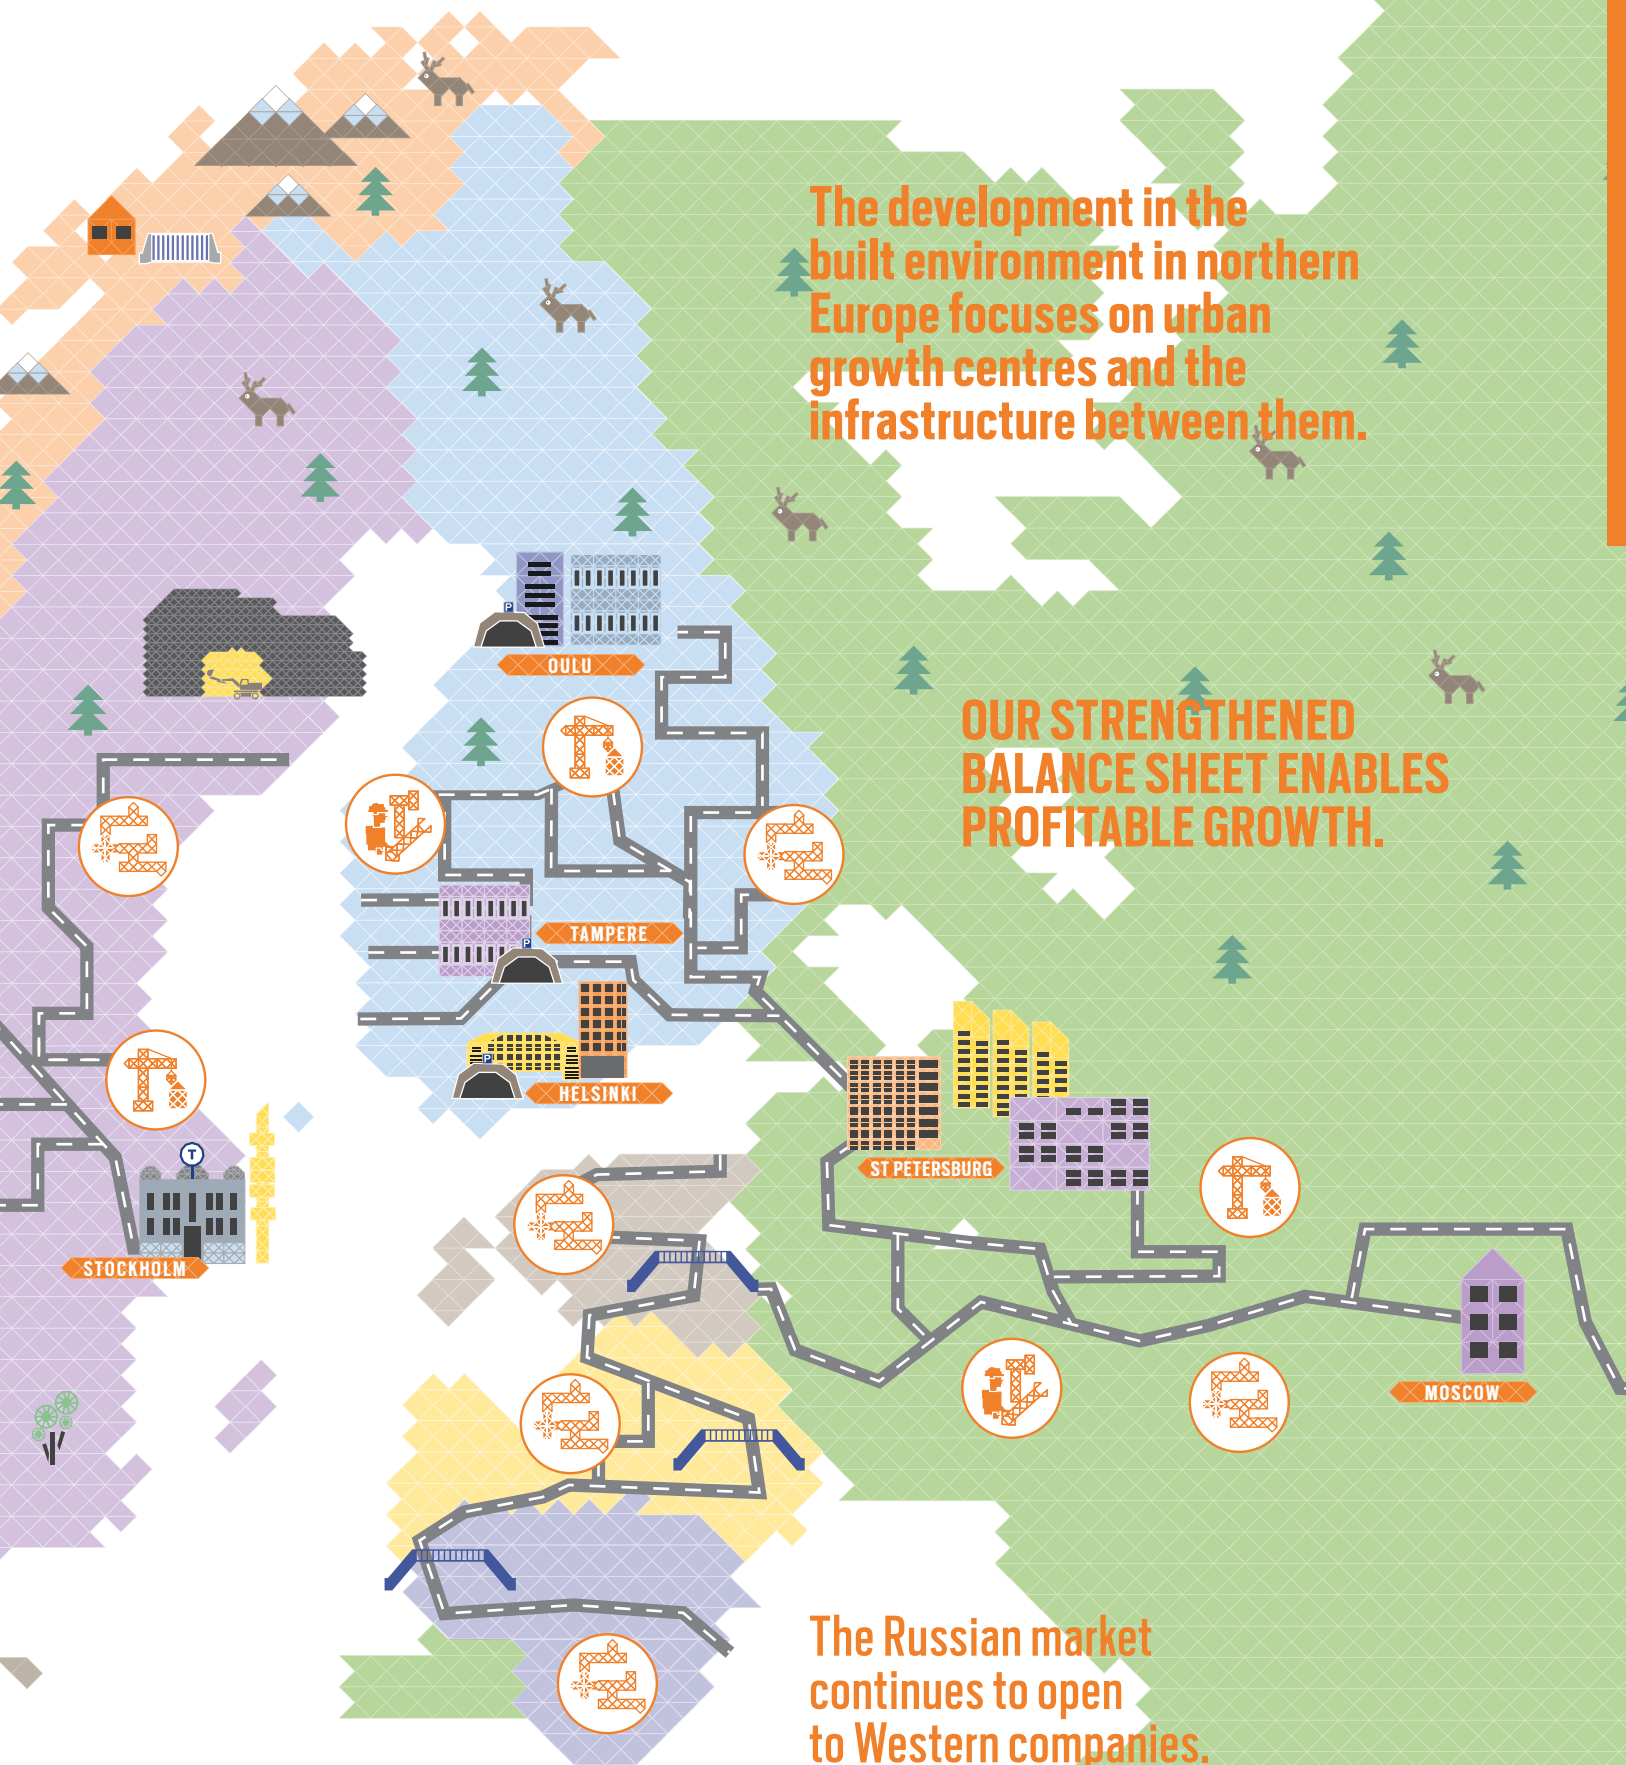 The development in the
built environment in northern
Europe focuses on urban
growth centres and the
infrastructure between them.
P
OULU
OUR STRENGTHENED
BALANCE SHEET ENABLES
PROFITABLE GROWTH.
TAMPERE
P
P
HELSINKI
ST PETERSBURG
T
STOCKHOLM
MOSCOW
The Russian market
continues to open
to Western companies.